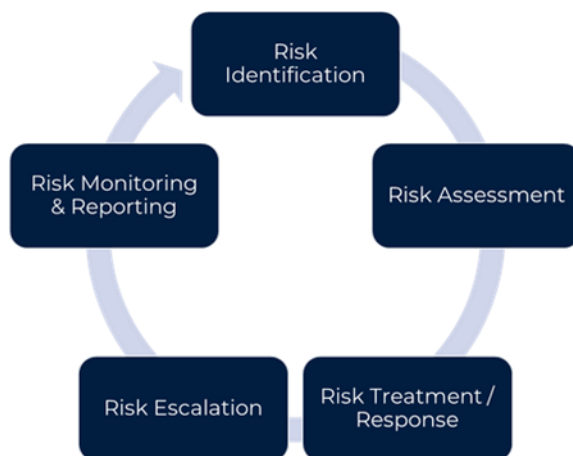 Risk
Identification
Risk Assessment
Risk Treatment /
Response
Risk Escalation
Risk Monitoring
& Reporting